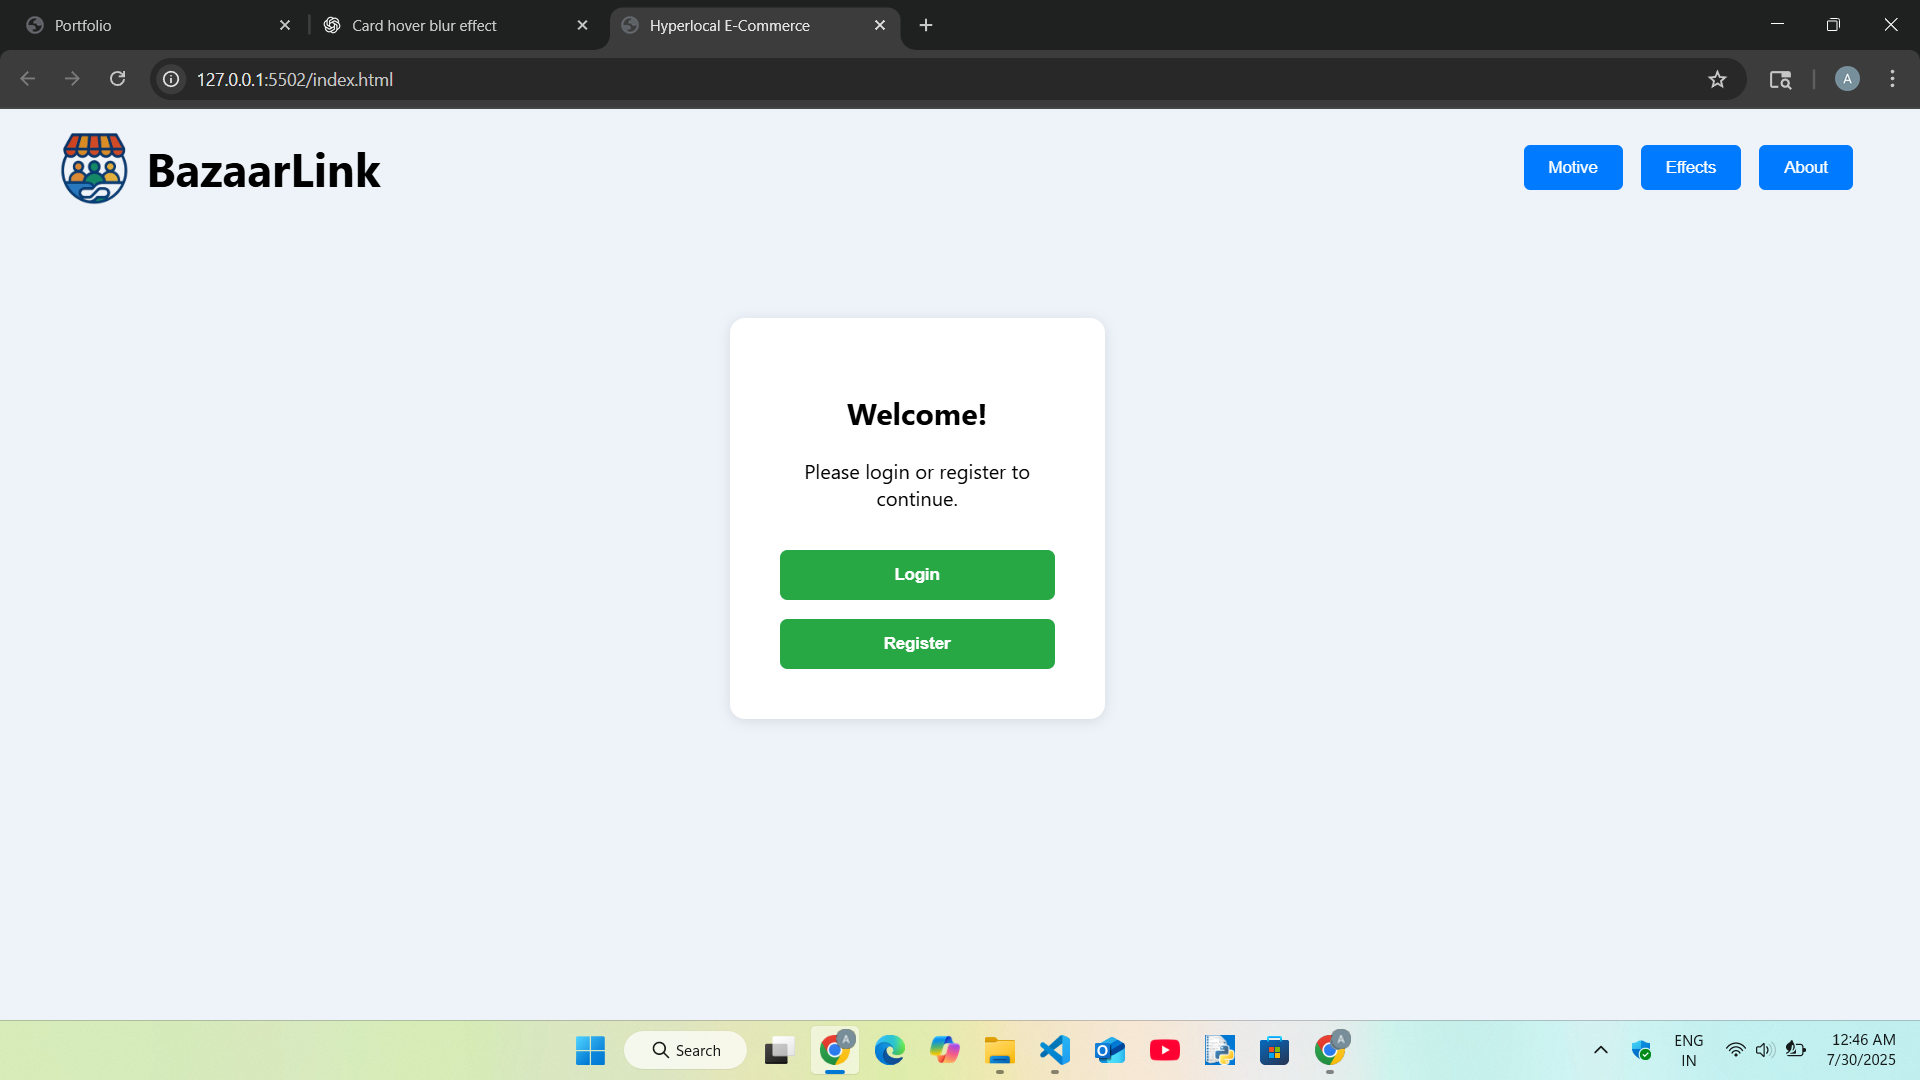 Portfolio
Card hover blur effect
Hyperlocal E-Commerce
127.0.0.1:5502/index.html
A
BazaarLink
Motive
Effects
About
Welcome!
Please login or register to
continue.
Login
Register
Search
A
A
ENG
IN
12:46 AM
7/30/2025